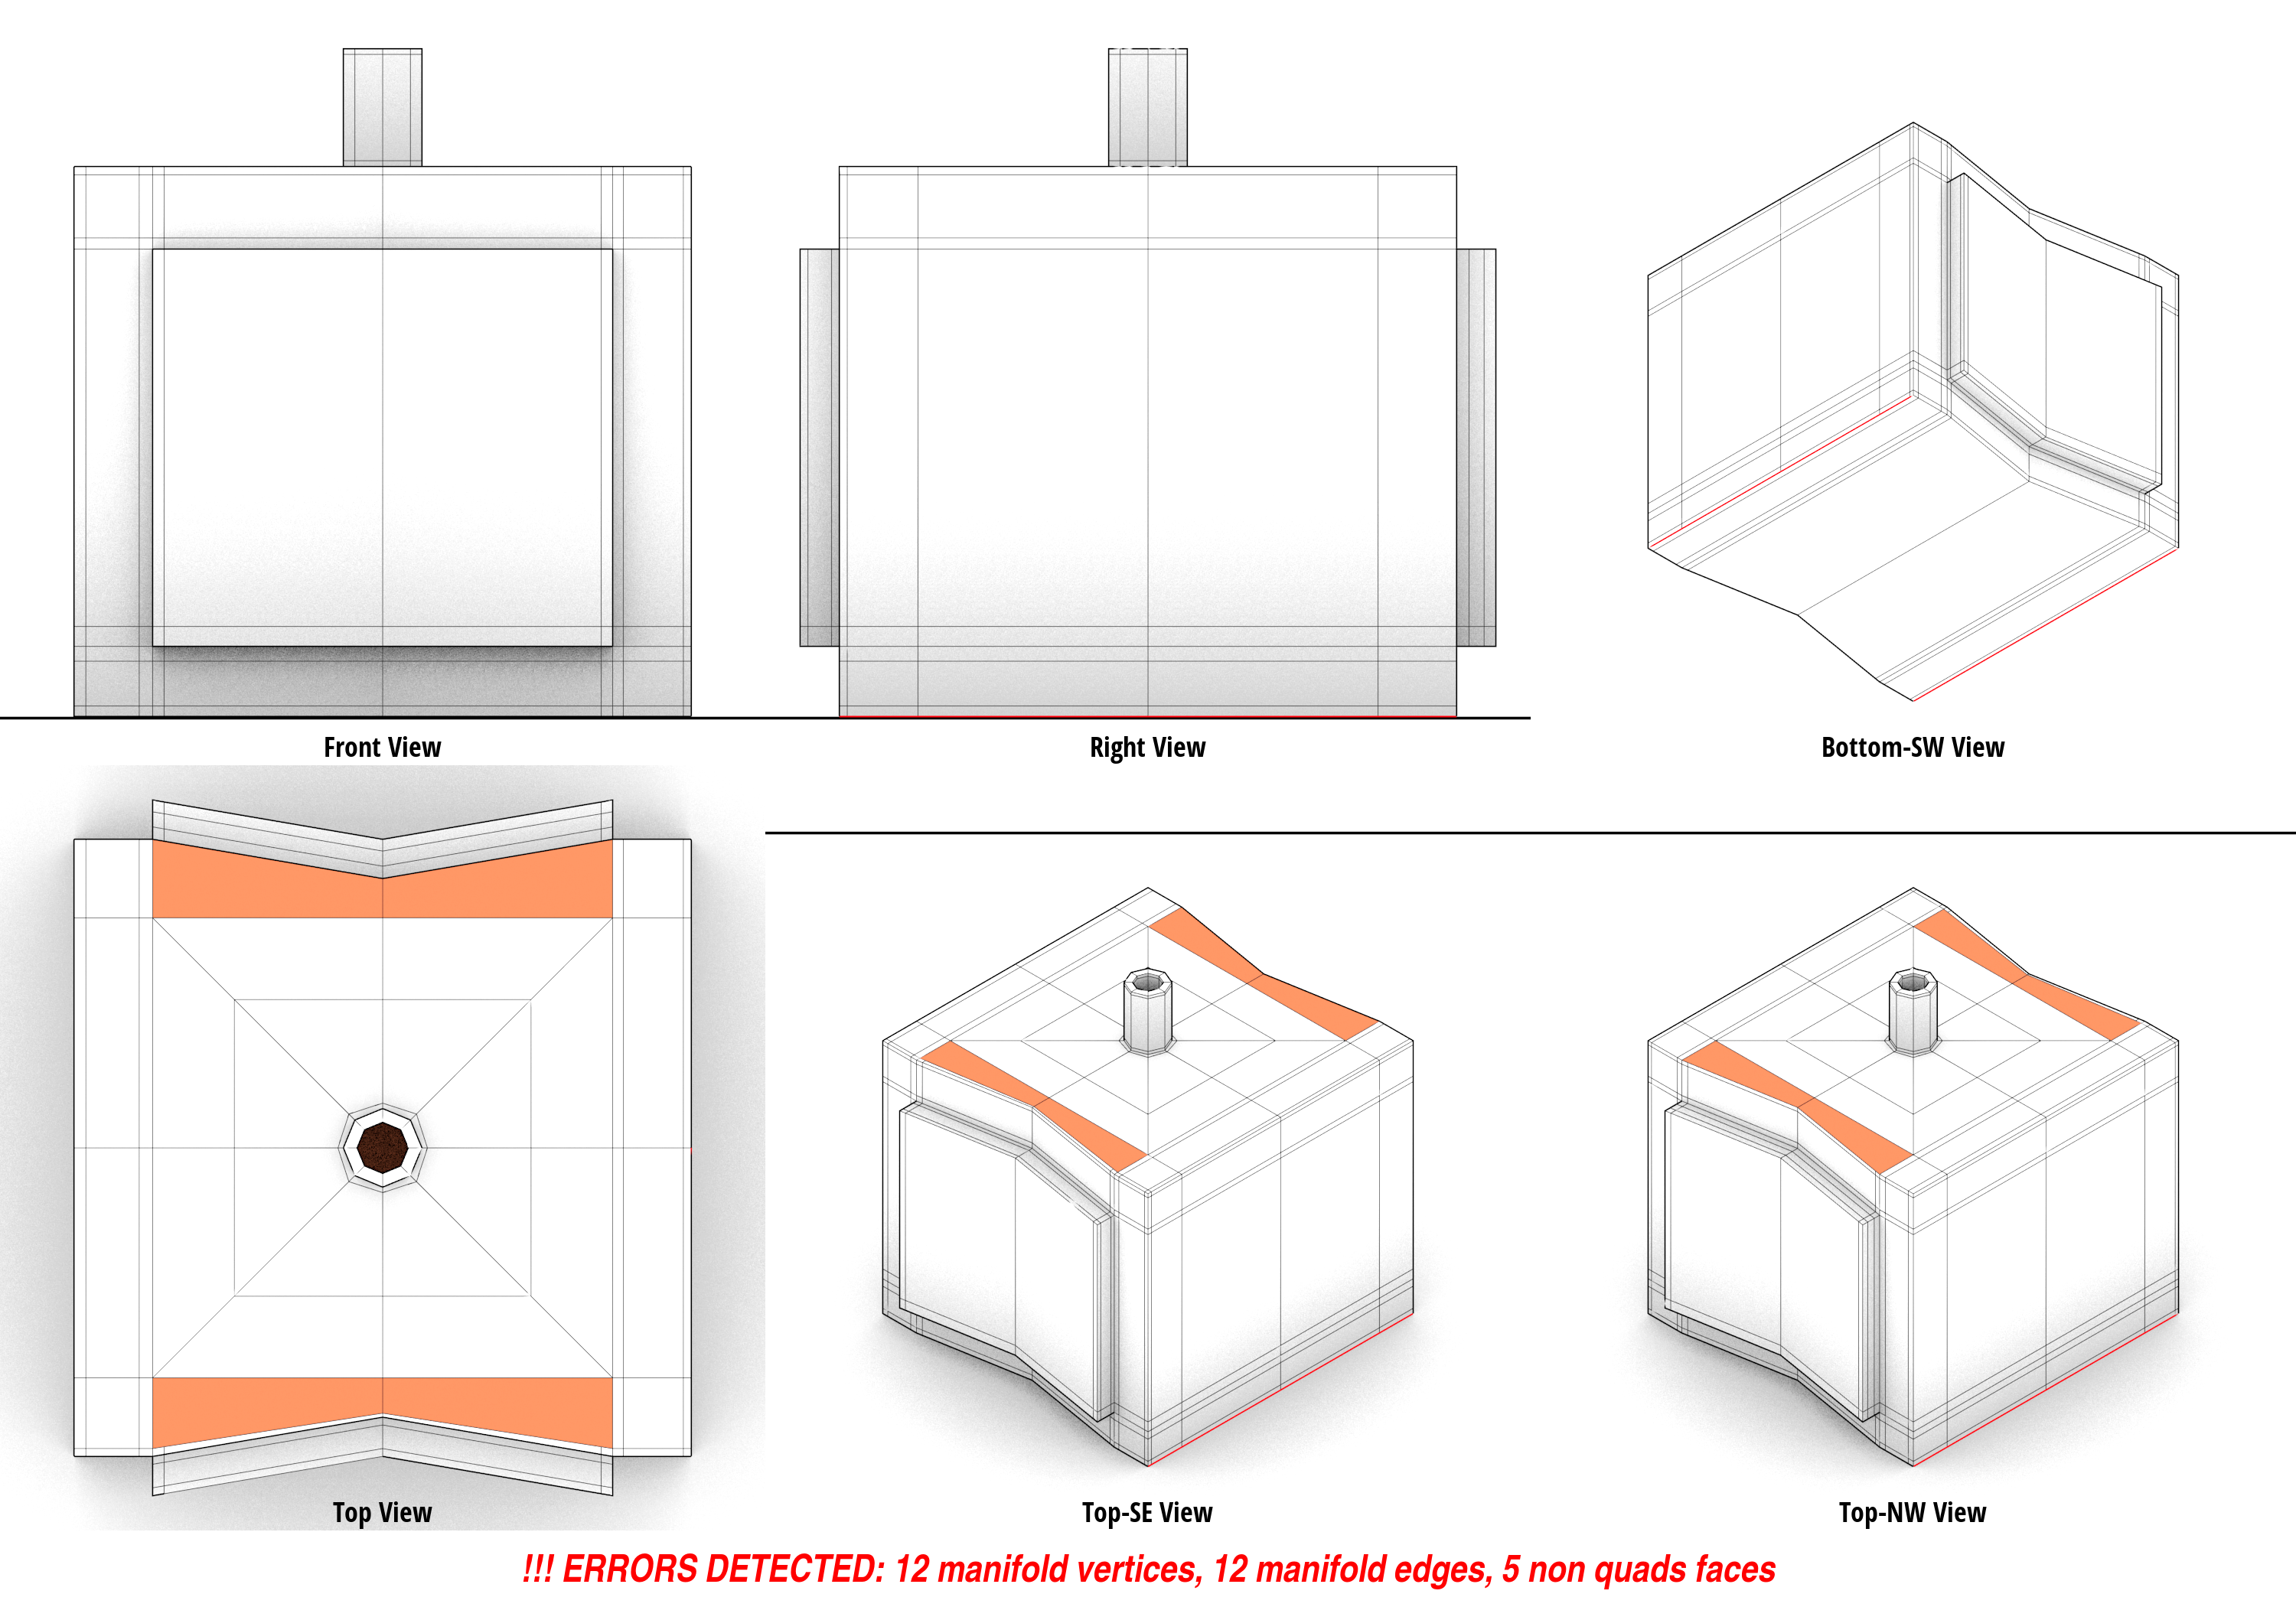 Front View
Right View
Bottom-SW View
Top View
Top-SE View
Top-NW View
!!! ERRORS DETECTED: 12 manifold vertices, 12 manifold edges, 5 non quads faces